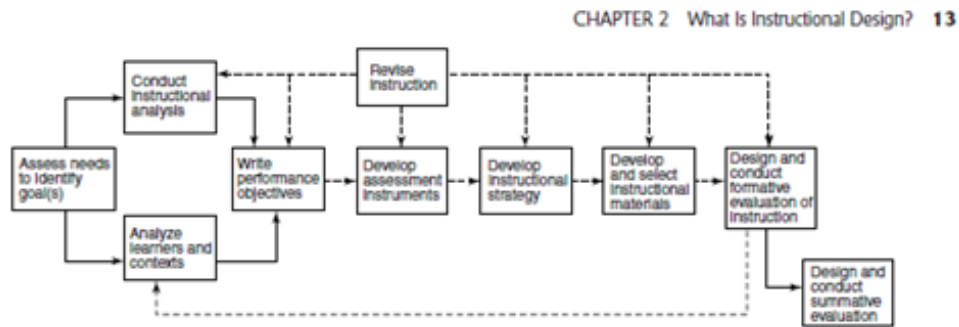 CHAPTER 2 What Is Instructional Design? 13
Revise
Instruction
Conduct
Instructional
analysis
Assess needs
to identify
goal(s)
Write
performance
objectives
Develop
assessment
Instruments
Develop
Instructional
strategy
Develop
and select
Instructional
materials
Design and
conduct
formative
evaluation of
Instruction
Analyze
learners and
contexts
Design and
conduct
summative
evaluation